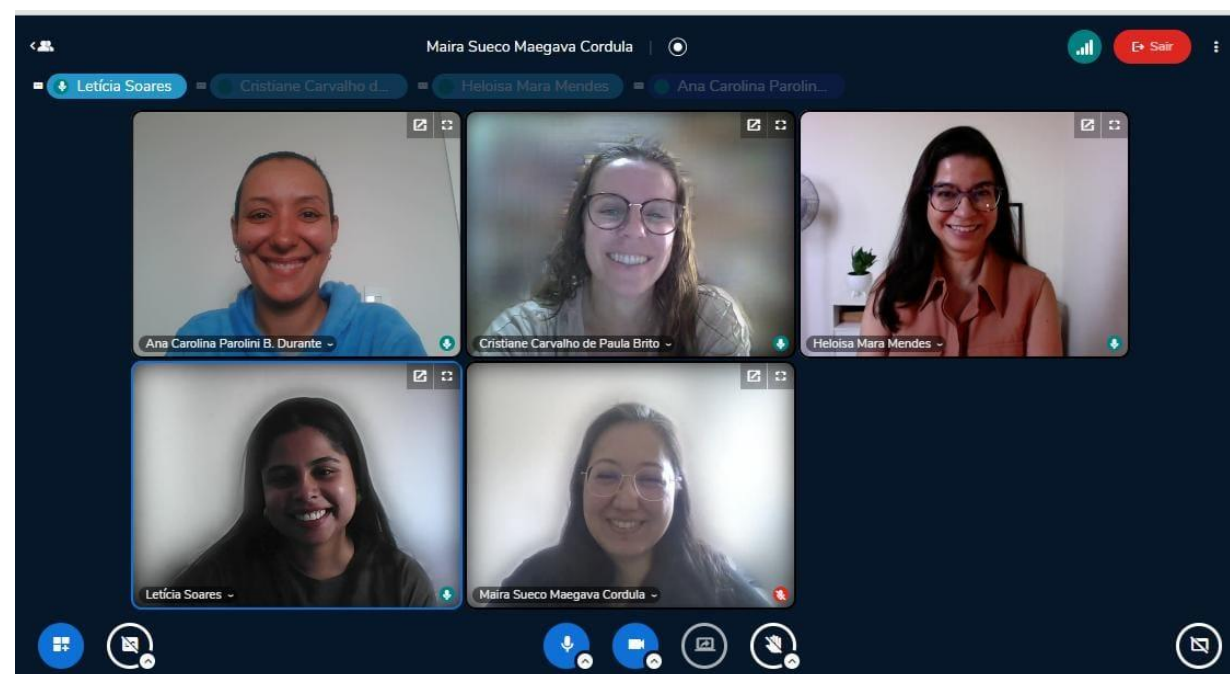 Maira Sueco Maegava Cordula
Sair
Letícia Soares
Cristiane Carvalho d...
Heloisa Mara Mendes
Ana Carolina Parolin...
Ana Carolina Parolini B. Durante
Cristiane Carvalho de Paula Brito
Heloisa Mara Mendes
Letícia Soares
Maira Sueco Maegava Cordula